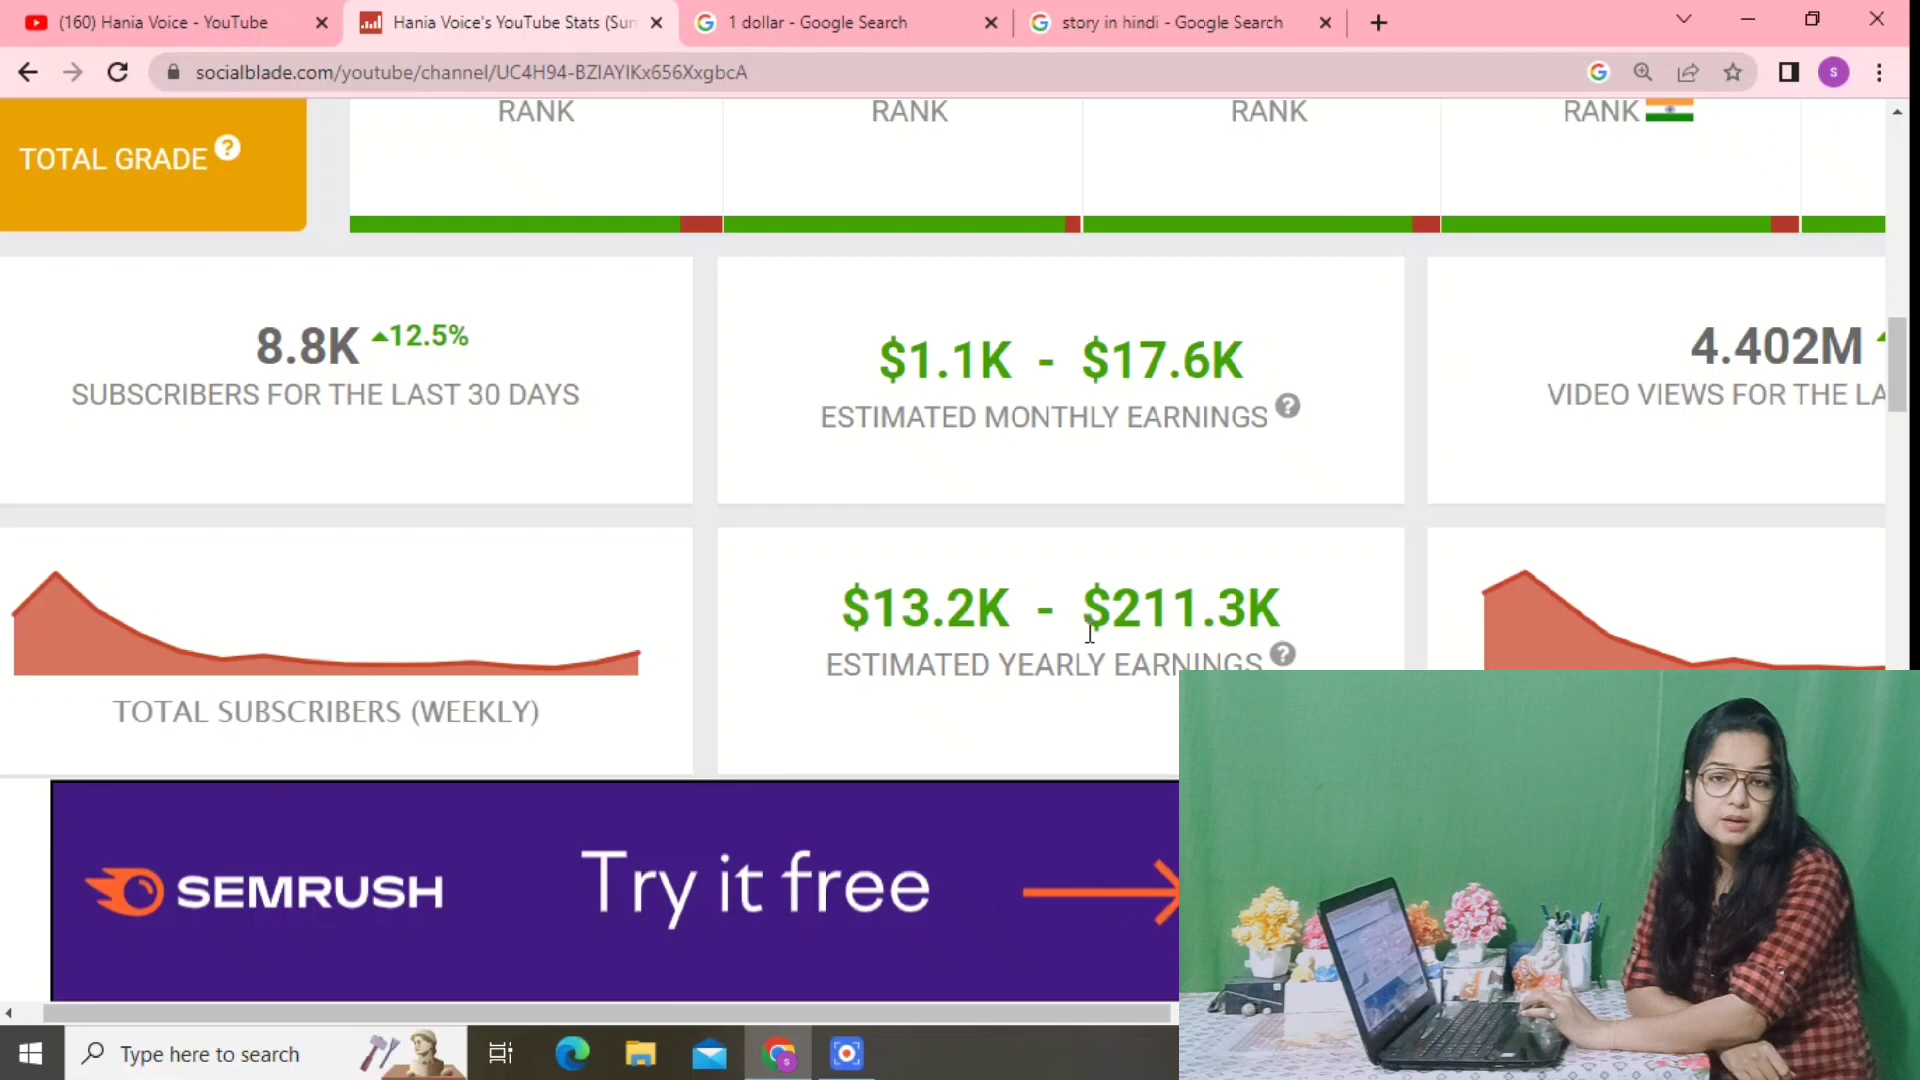 (160) Hania Voice - YouTube
Hania Voice's YouTube Stats (Sum
1 dollar - Google Search
story in hindi - Google Search
socialblade.com/youtube/channel/UC4H94-BZIAYIKx656XxgbcA
s
RANK
RANK
RANK
RANK
TOTAL GRADE ?
8.8K 12.5%
SUBSCRIBERS FOR THE LAST 30 DAYS
$1.1K - $17.6K
ESTIMATED MONTHLY EARNINGS ?
4.402M
VIDEO VIEWS FOR THE LA
TOTAL SUBSCRIBERS (WEEKLY)
$13.2K - $211.3K
ESTIMATED YEARLY EARNINGS ?
SEMRUSH
Try it free
Type here to search